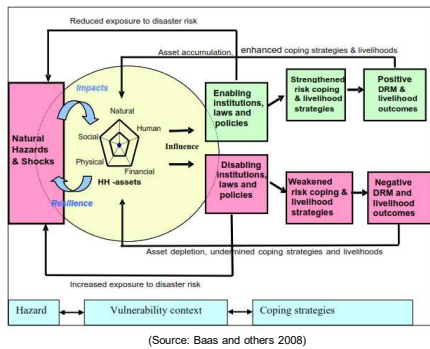 Reduced exposure to disaster risk
Asset accumulation, enhanced coping strategies & livelihoods
Impacts
Natural
Hazards
& Shocks
Natural
Social
Human
Physical
Financial
HH -assets
Resilience
Influence
Enabling
institutions,
laws and
policies
Strengthened
risk coping
& livelihood
strategies
Positive
DRM &
livelihood
outcomes
Disabling
institutions,
laws and
policies
Weakened
risk coping &
livelihood
strategies
Negative
DRM and
livelihood
outcomes
Asset depletion, undermined coping strategies and livelihoods
Increased exposure to disaster risk
Hazard
Vulnerability context
Coping strategies
(Source: Baas and others 2008)